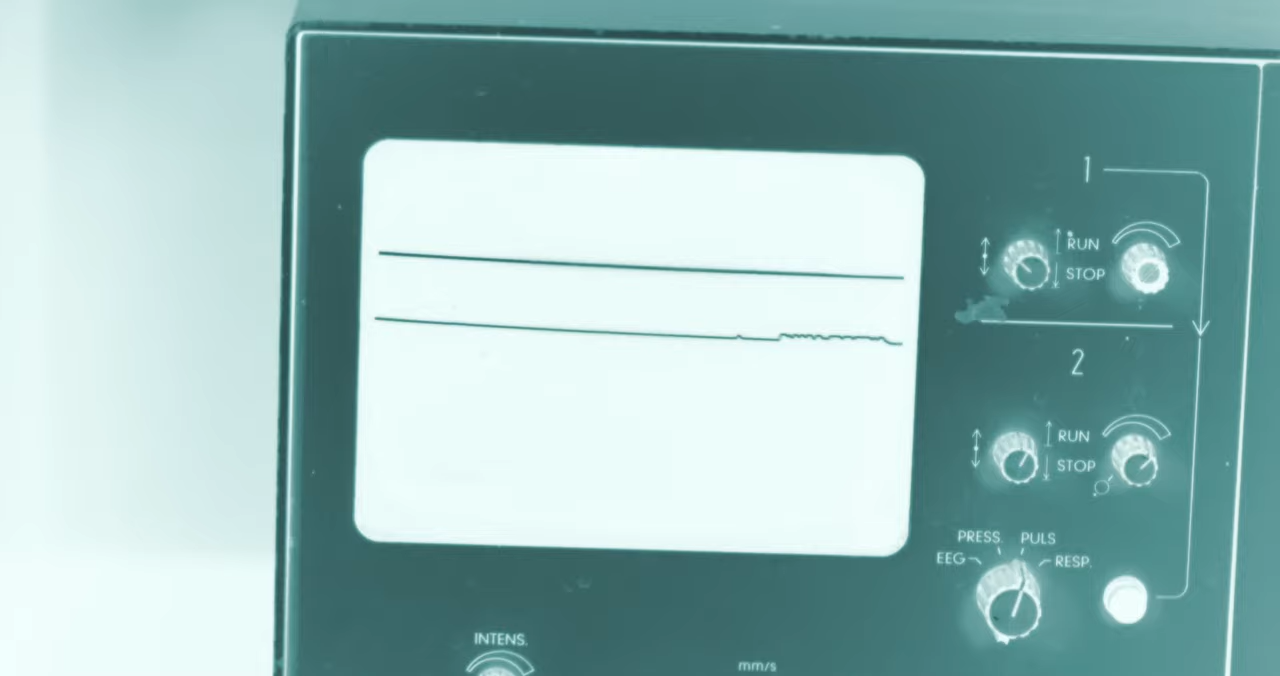 1
RUN
STOP
2
RUN
STOP
PRESS. PULS
EEG RESP.
INTENS.
mm/s